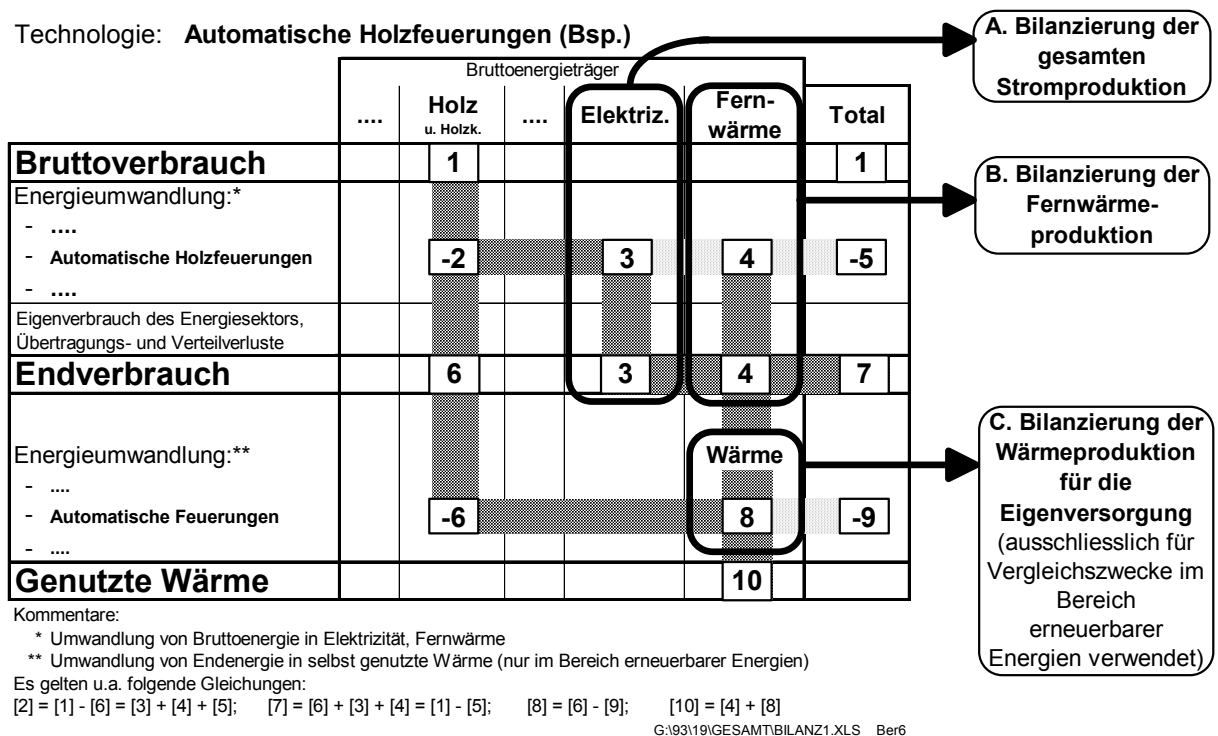 Technologie: Automatische Holzfeuerungen (Bsp.)
A. Bilanzierung der
gesamten
Stromproduktion
Bruttoenergieträger
.... Holz .... Elektriz. Fern- Total
u. Holzk. wärme
Bruttoverbrauch 1 1
Energieumwandlung:*
- ....
- Automatische Holzfeuerungen -2 3 4 -5
- ....
B. Bilanzierung der
Fernwärme-
produktion
Eigenverbrauch des Energiesektors,
Übertragungs- und Verteilverluste
Endverbrauch 6 3 4 7
Energieumwandlung:** Wärme
- ....
- Automatische Feuerungen -6 8 -9
- ....
Genutzte Wärme 10
C. Bilanzierung der
Wärmeproduktion
für die
Eigenversorgung
(ausschliesslich für
Vergleichszwecke im
Bereich
erneuerbarer
Energien verwendet)
Kommentare:
* Umwandlung von Bruttoenergie in Elektrizität, Fernwärme
** Umwandlung von Endenergie in selbst genutzte Wärme (nur im Bereich erneuerbarer Energien)
Es gelten u.a. folgende Gleichungen:
[2] = [1] - [6] = [3] + [4] + [5]; [7] = [6] + [3] + [4] = [1] - [5]; [8] = [6] - [9]; [10] = [4] + [8]
G:\93\19\GESAMT\BILANZ1.XLS Ber6